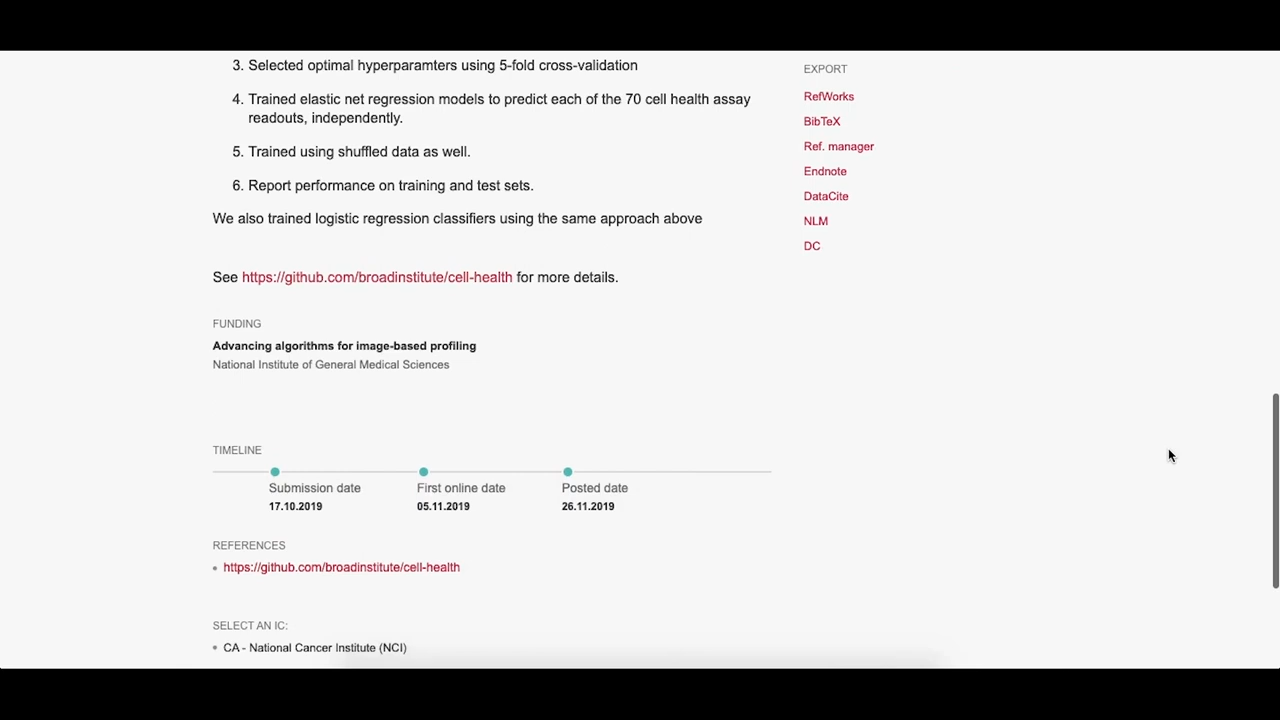 3. Selected optimal hyperparamters using 5-fold cross-validation
4. Trained elastic net regression models to predict each of the 70 cell health assay
readouts, independently.
5. Trained using shuffled data as well.
6. Report performance on training and test sets.
We also trained logistic regression classifiers using the same approach above
See https://github.com/broadinstitute/cell-health for more details.
FUNDING
Advancing algorithms for image-based profiling
National Institute of General Medical Sciences
TIMELINE
Submission date First online date Posted date
17.10.2019 05.11.2019 26.11.2019
REFERENCES
• https://github.com/broadinstitute/cell-health
SELECT AN IC:
• CA - National Cancer Institute (NCI)
EXPORT
RefWorks
BibTeX
Ref. manager
Endnote
DataCite
NLM
DC